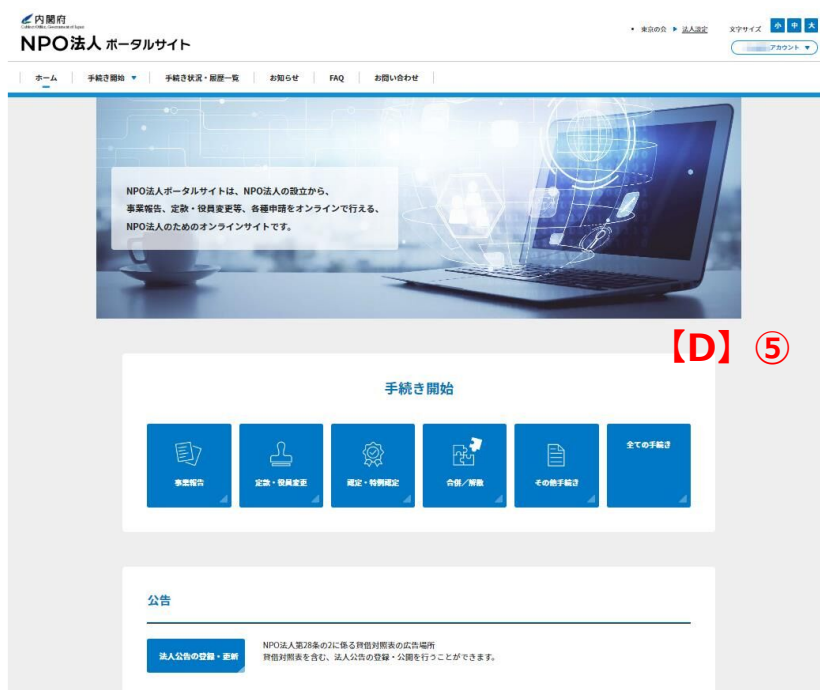 内閣府
NPO法人 ポータルサイト
• 東京の会 ▶ 法人設定
文字サイズ 小 中 大
アカウント ▼
ホーム
手続き開始 ▼
手続き状況・履歴一覧
お知らせ
FAQ
お問い合わせ
NPO法人ポータルサイトは、NPO法人の設立から、
事業報告、定款・役員変更等、各種申請をオンラインで行える、
NPO法人のためのオンラインサイトです。
【D】⑤
手続き開始
事業報告
定款・役員変更
認定・特例認定
合併／解散
その他手続き
全ての手続き
公告
法人公告の登録・更新
NPO法人第28条の2に係る貸借対照表の広告場所
貸借対照表を含む、法人公告の登録・公開を行うことができます。